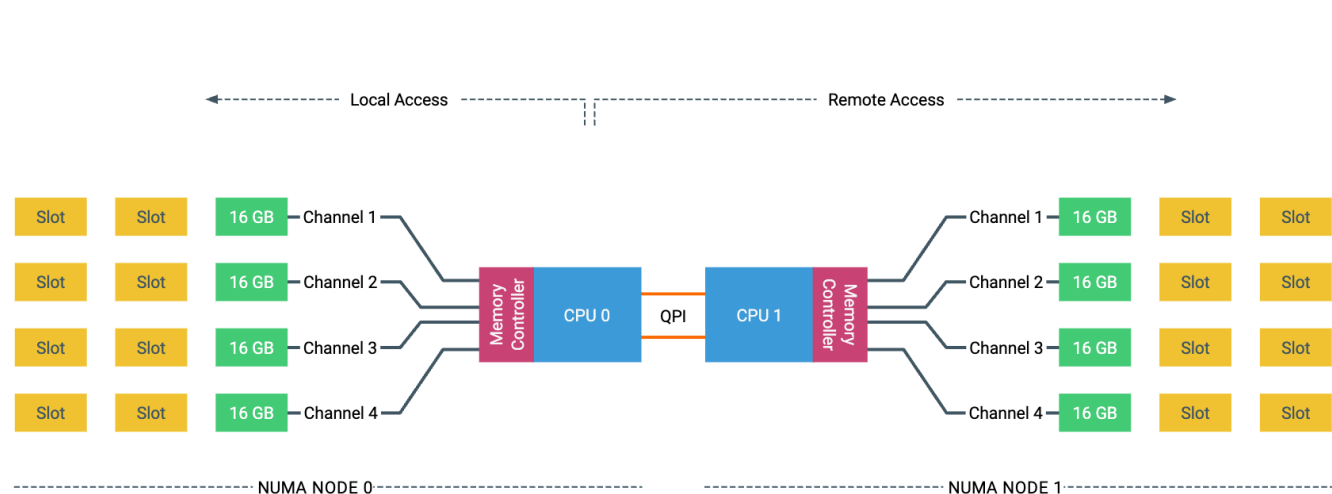 Local Access
Remote Access
Slot Slot 16 GB Channel 1 Channel 1 16 GB Slot Slot
Slot Slot 16 GB Channel 2 Channel 2 16 GB Slot Slot
Memory Controller CPU 0 QPI CPU 1 Memory Controller
Slot Slot 16 GB Channel 3 Channel 3 16 GB Slot Slot
Slot Slot 16 GB Channel 4 Channel 4 16 GB Slot Slot
NUMA NODE 0
NUMA NODE 1